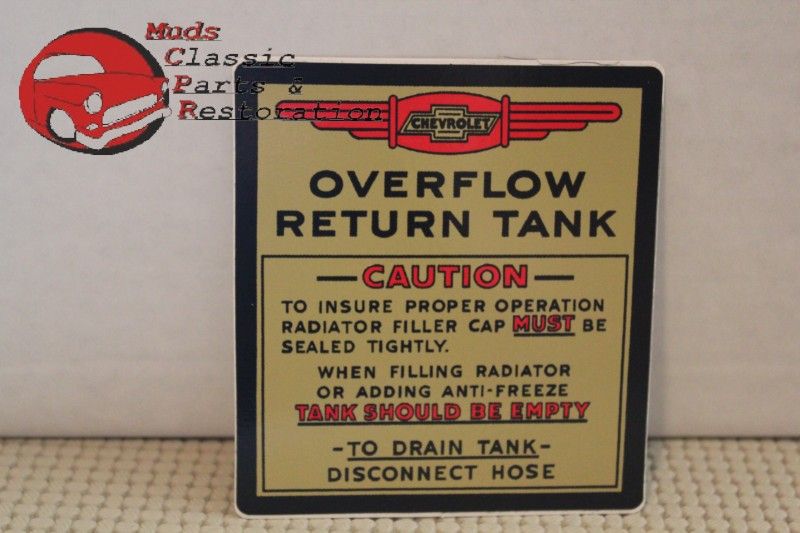 Muds
Classic
Parts &
Restoration
CHEVROLET
OVERFLOW
RETURN TANK
CAUTION
TO INSURE PROPER OPERATION
RADIATOR FILLER CAP MUST BE
SEALED TIGHTLY.
WHEN FILLING RADIATOR
OR ADDING ANTI-FREEZE
TANK SHOULD BE EMPTY
-TO DRAIN TANK-
DISCONNECT HOSE